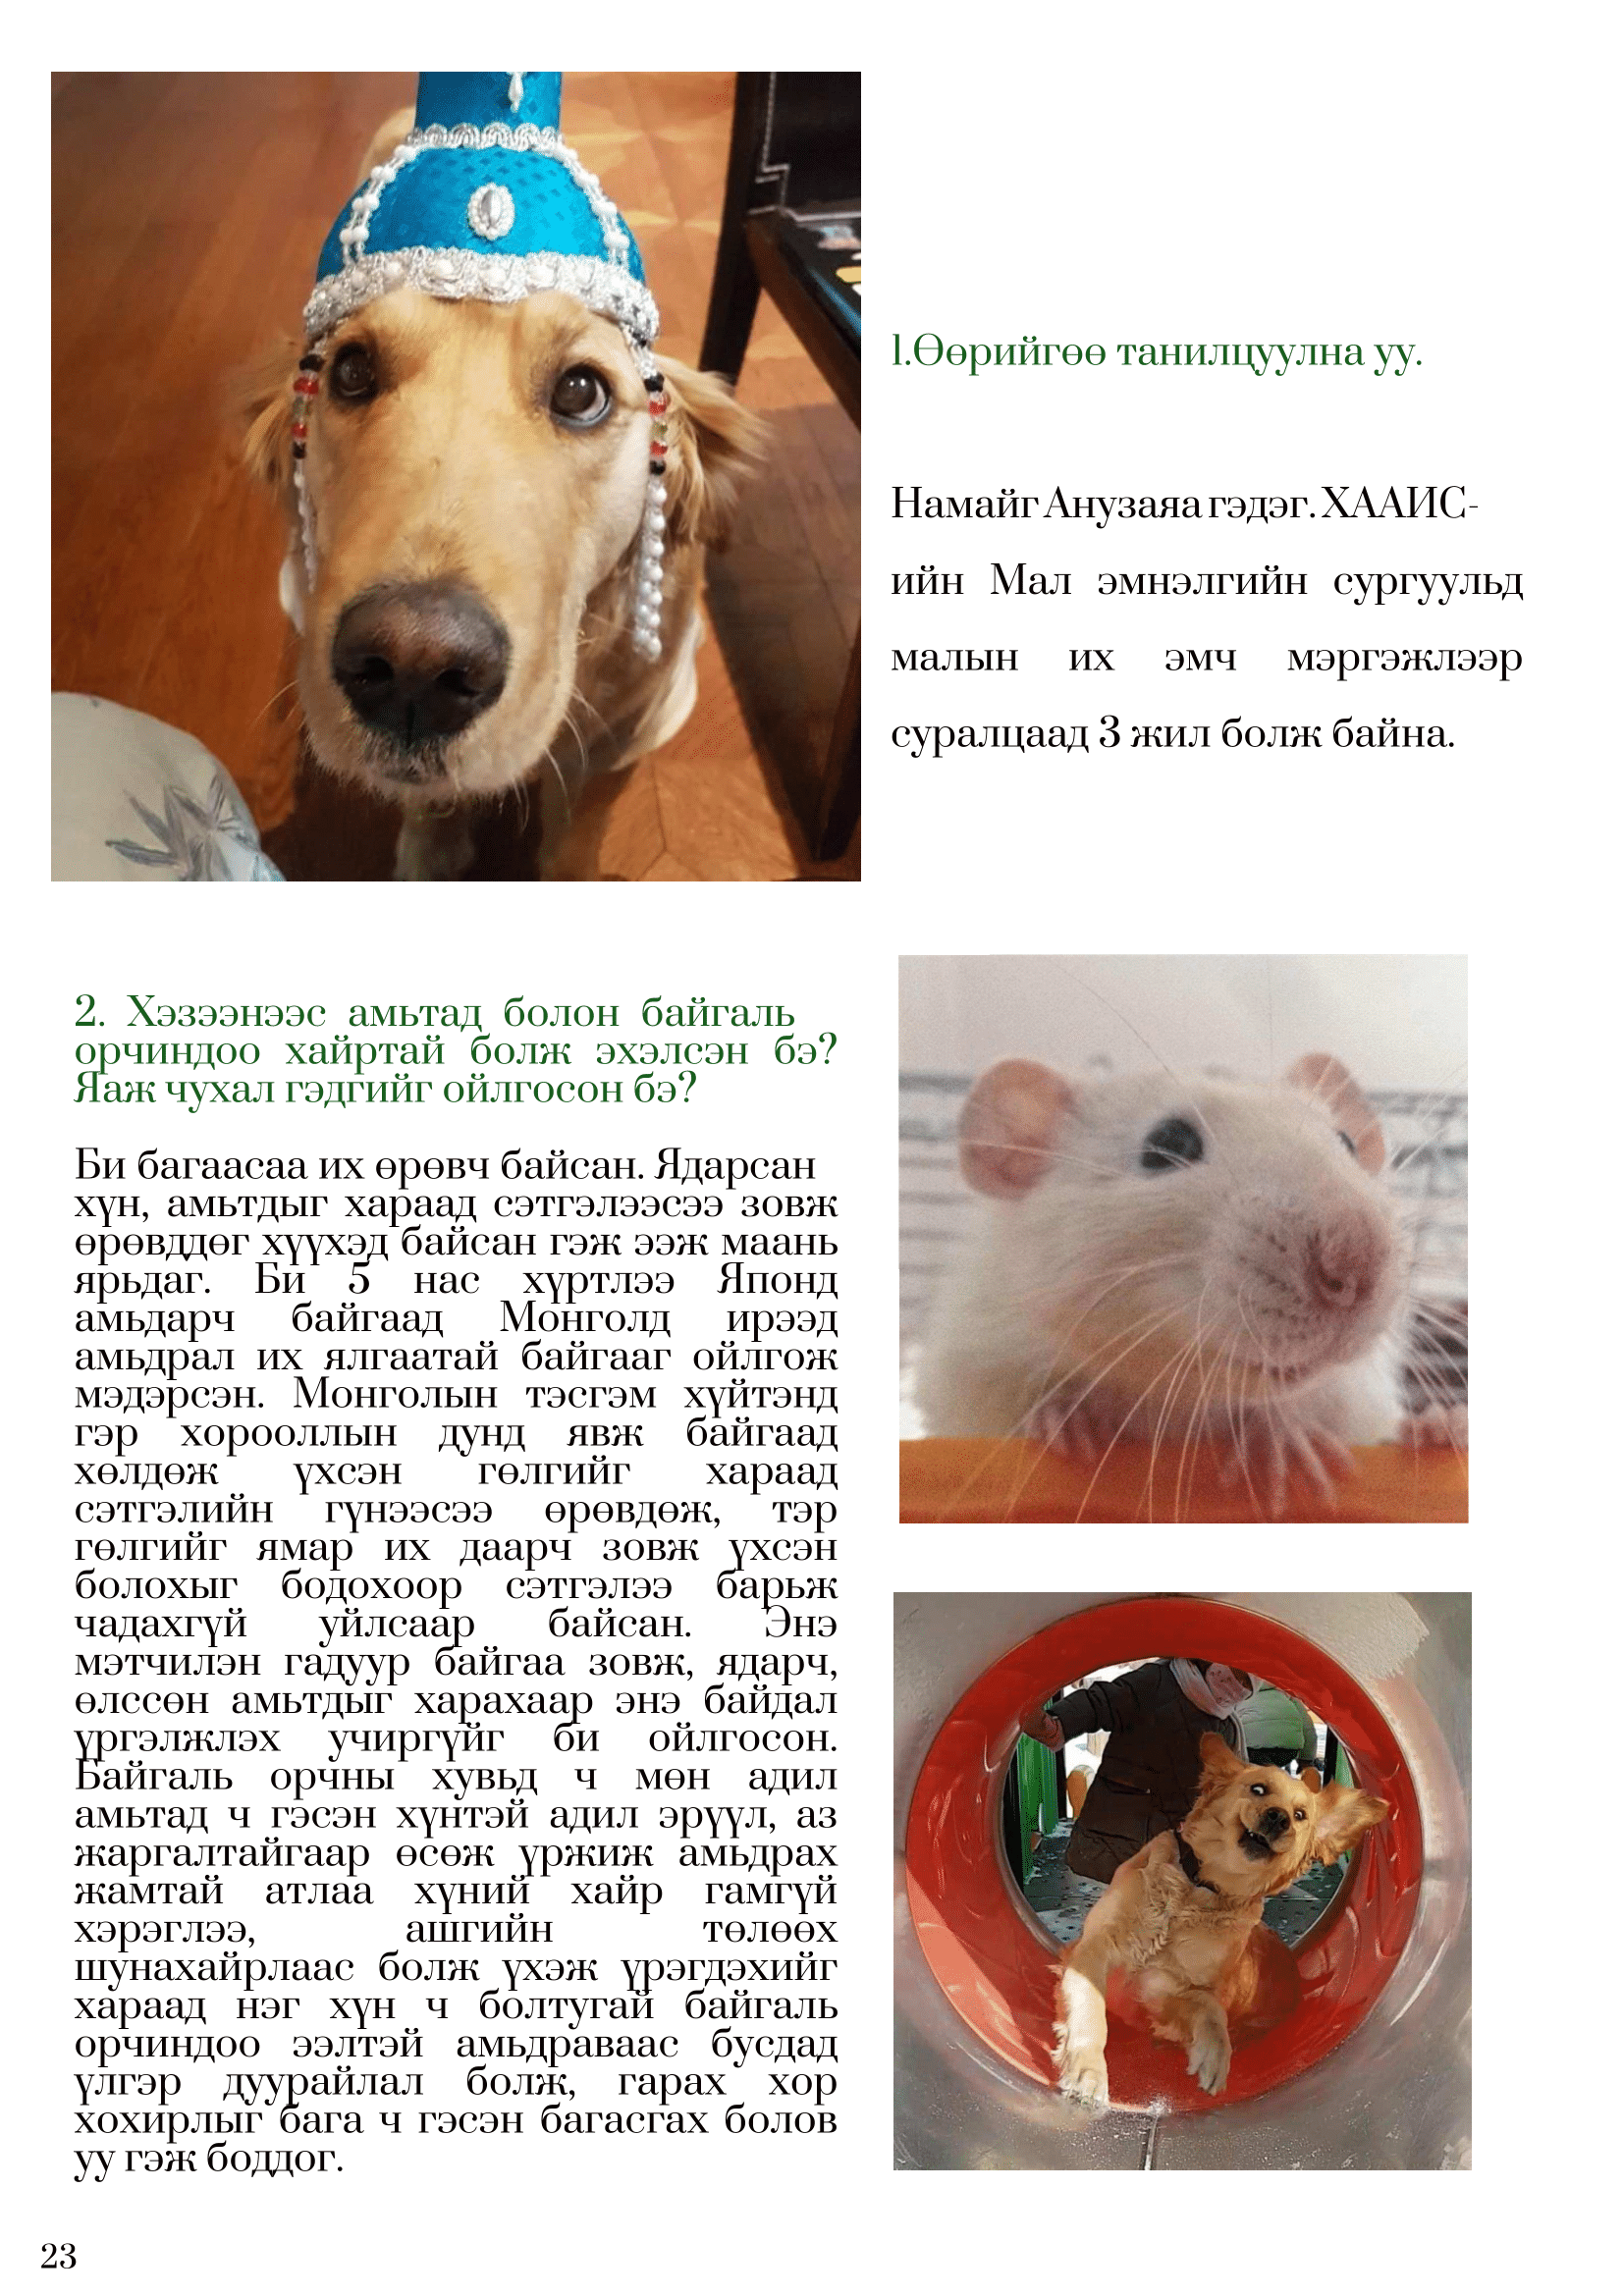 1.Өөрийгөө танилцуулна уу.
Намайг Анузаяа гэдэг. ХААИС-
ийн Мал эмнэлгийн сургуульд
малын их эмч мэргэжлээр
суралцаад 3 жил болж байна.
2. Хэзээнээс амьтад болон байгаль
орчиндоо хайртай болж эхэлсэн бэ?
Яаж чухал гэдгийг ойлгосон бэ?
Би багаасаа их өрөвч байсан. Ядарсан
хүн, амьтдыг хараад сэтгэлээсээ зовж
өрөвддөг хүүхэд байсан гэж ээж маань
ярьдаг. Би 5 нас хүртлээ Японд
амьдарч байгаад Монголд ирээд
амьдрал их ялгаатай байгааг ойлгож
мэдэрсэн. Монголын тэсгэм хүйтэнд
гэр хорооллын дунд явж байгаад
хөлдөж үхсэн гөлгийг хараад
сэтгэлийн гүнээсээ өрөвдөж, тэр
гөлгийг ямар их даарч зовж үхсэн
болохыг бодохоор сэтгэлээ барьж
чадахгүй уйлсаар байсан. Энэ
мэтчилэн гадуур байгаа зовж, ядарч,
өлссөн амьтдыг харахаар энэ байдал
үргэлжлэх учиргүйг би ойлгосон.
Байгаль орчны хувьд ч мөн адил
амьтад ч гэсэн хүнтэй адил эрүүл, аз
жаргалтайгаар өсөж үржиж амьдрах
жамтай атлаа хүний хайр гамгүй
хэрэглээ, ашгийн төлөөх
шунахайрлаас болж үхэж үрэгдэхийг
хараад нэг хүн ч болтугай байгаль
орчиндоо ээлтэй амьдраваас бусдад
үлгэр дуурайлал болж, гарах хор
хохирлыг бага ч гэсэн багасгах болов
уу гэж боддог.
23